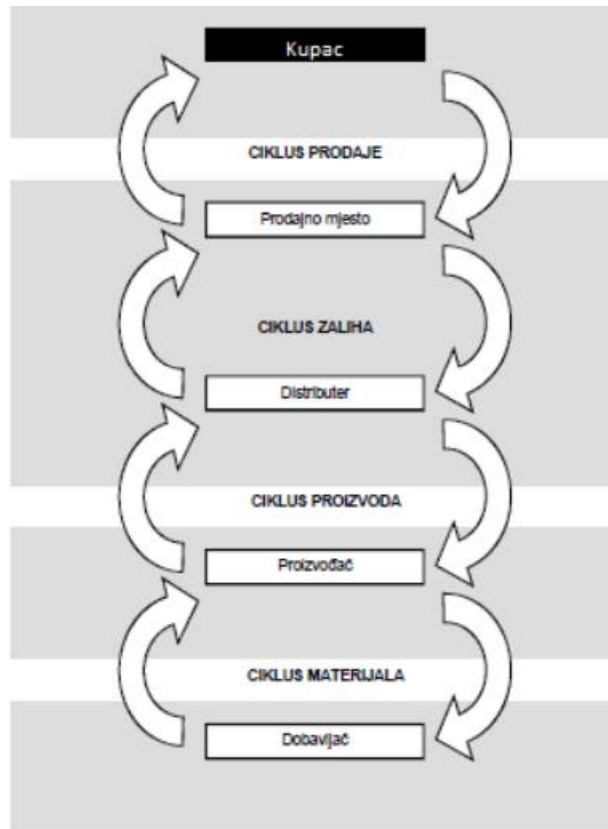 Kupac
CIKLUS PRODAJE
Prodajno mjesto
CIKLUS ZALIHA
Distributer
CIKLUS PROIZVODA
Proizvođač
CIKLUS MATERIJALA
Dobavljač